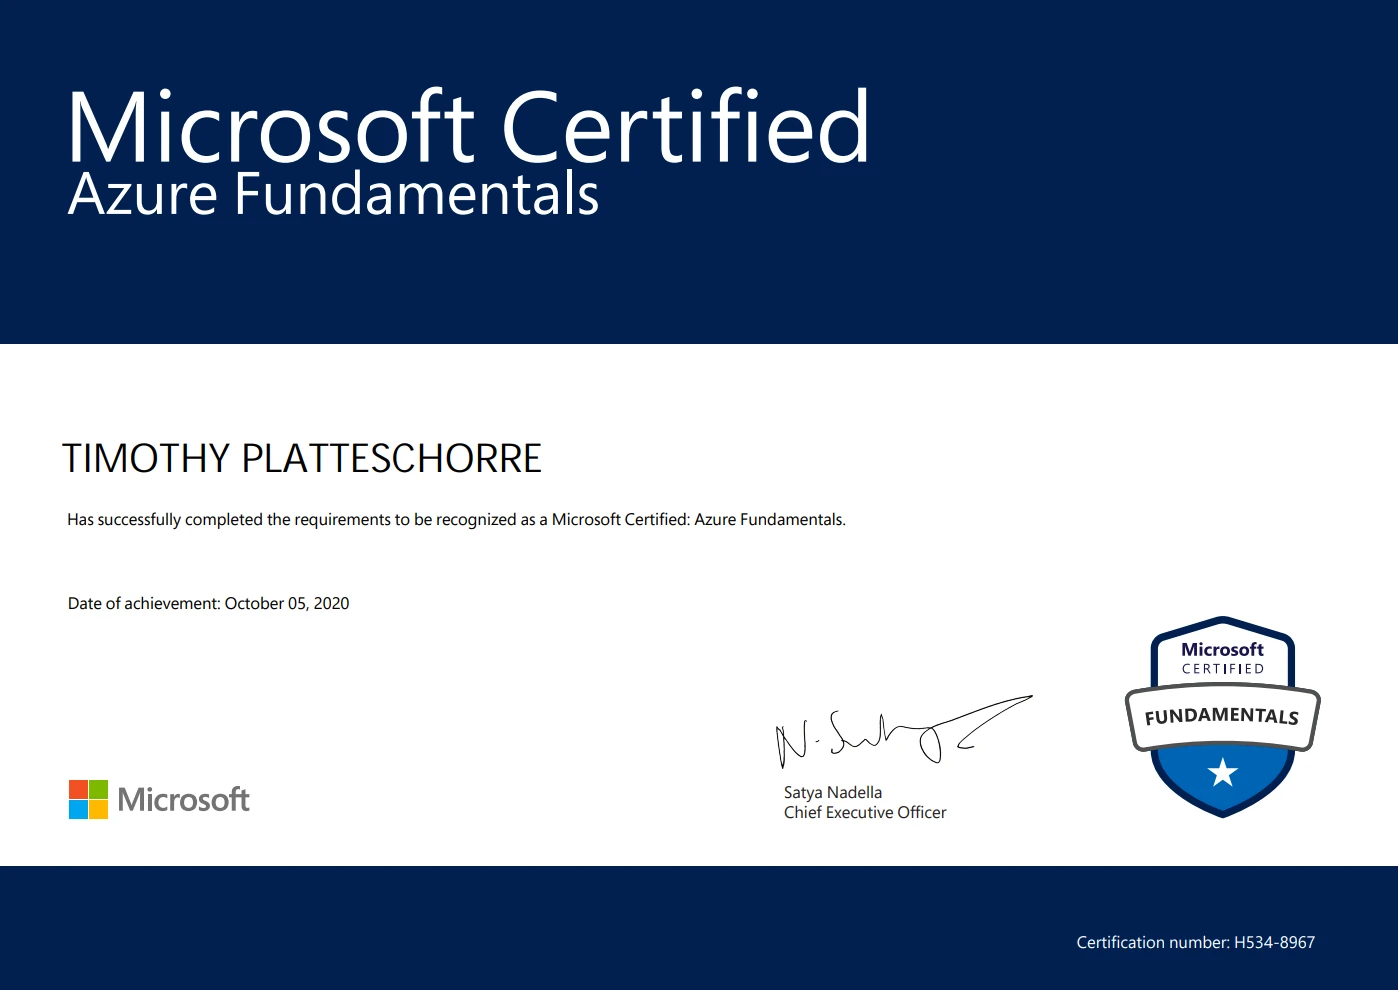 Microsoft Certified
Azure Fundamentals
TIMOTHY PLATTESCHORRE
Has successfully completed the requirements to be recognized as a Microsoft Certified: Azure Fundamentals.
Date of achievement: October 05, 2020
Microsoft
CERTIFIED
FUNDAMENTALS
N. Satya
Satya Nadella
Chief Executive Officer
Microsoft
Certification number: H534-8967